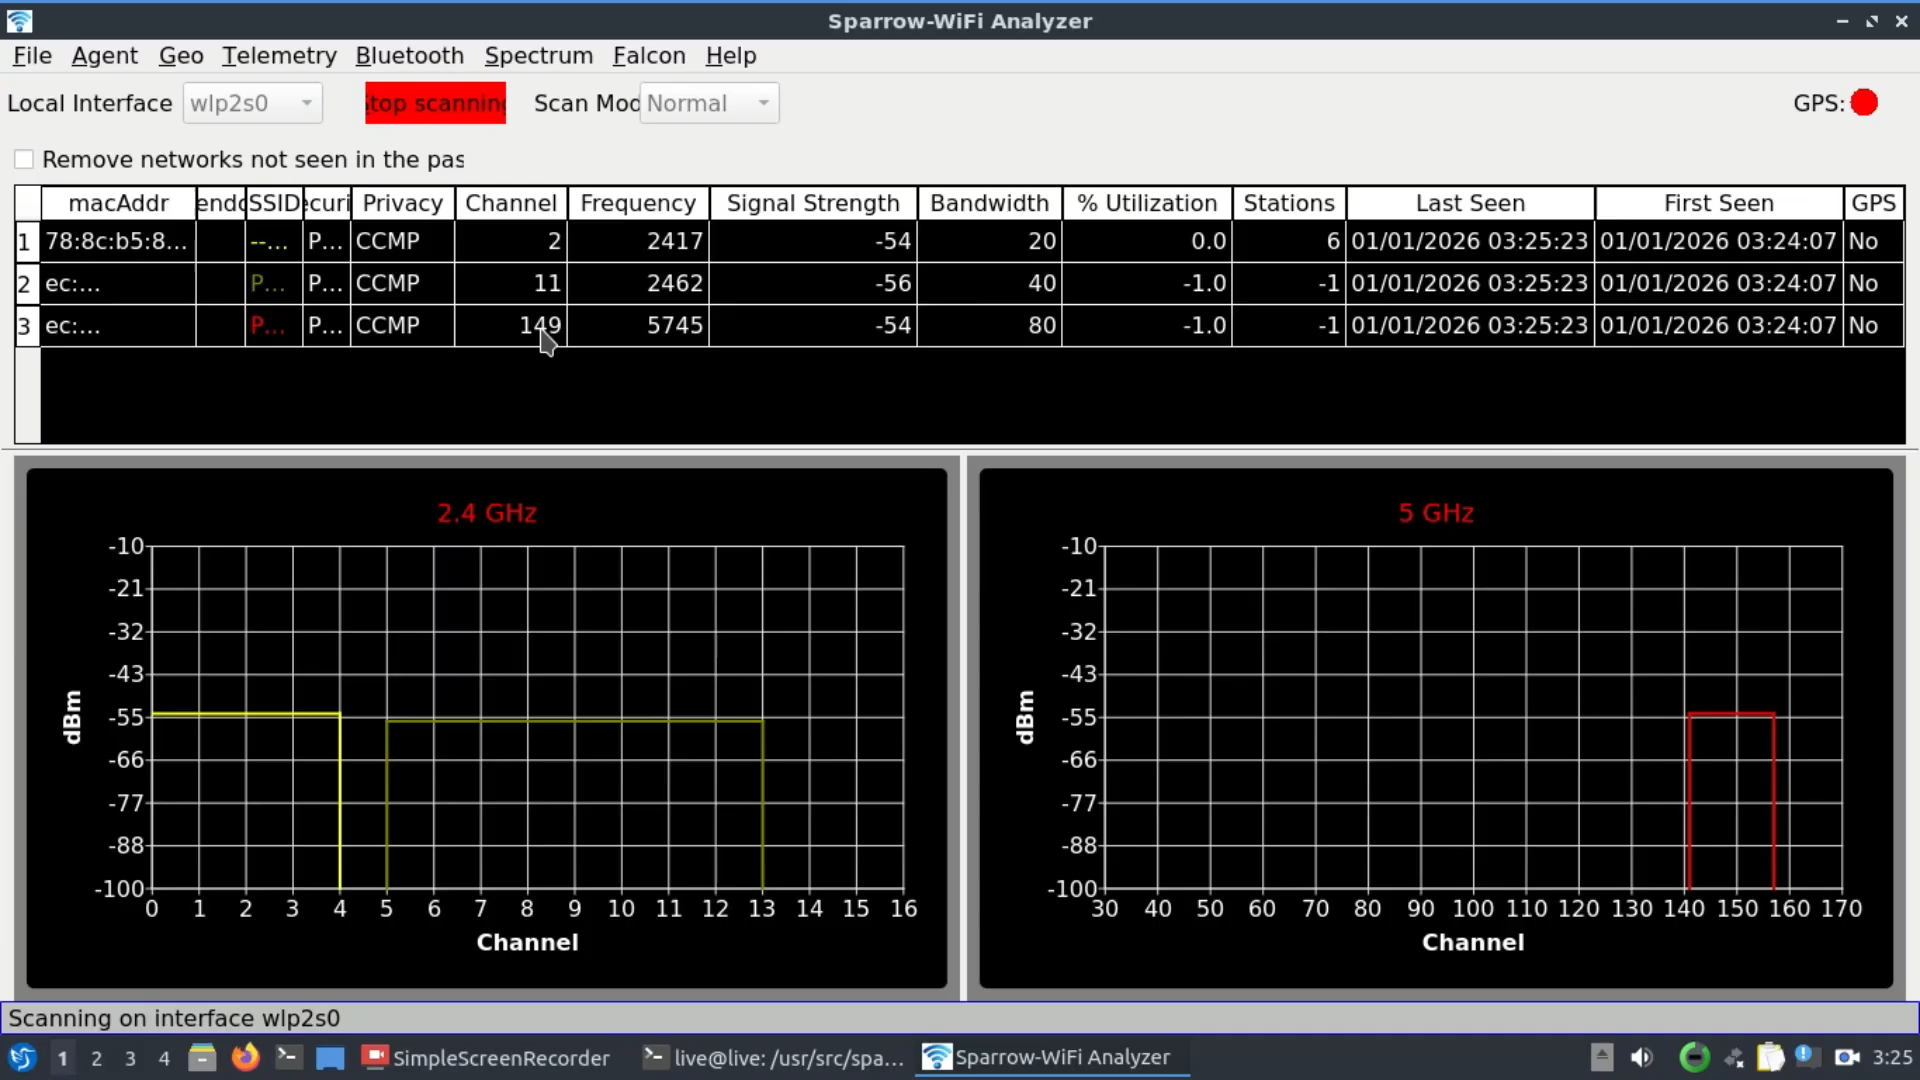 Sparrow-WiFi Analyzer
File Agent Geo Telemetry Bluetooth Spectrum Falcon Help
Local Interface wlp2s0 top scanning Scan Mod Normal GPS:
Remove networks not seen in the pas
macAddr endo SSID curi Privacy Channel Frequency Signal Strength Bandwidth % Utilization Stations Last Seen First Seen GPS
1 78:8c:b5:8... --... P... CCMP 2 2417 -54 20 0.0 6 01/01/2026 03:25:23 01/01/2026 03:24:07 No
2 ec:... P... P... CCMP 11 2462 -56 40 -1.0 -1 01/01/2026 03:25:23 01/01/2026 03:24:07 No
3 ec:... P... P... CCMP 149 5745 -54 80 -1.0 -1 01/01/2026 03:25:23 01/01/2026 03:24:07 No
2.4 GHz
-10
-21
-32
-43
-55
-66
-77
-88
-100
dBm
0 1 2 3 4 5 6 7 8 9 10 11 12 13 14 15 16
Channel
5 GHz
-10
-21
-32
-43
-55
-66
-77
-88
-100
dBm
30 40 50 60 70 80 90 100 110 120 130 140 150 160 170
Channel
Scanning on interface wlp2s0
1 2 3 4 SimpleScreenRecorder live@live: /usr/src/spa... Sparrow-WiFi Analyzer 3:25